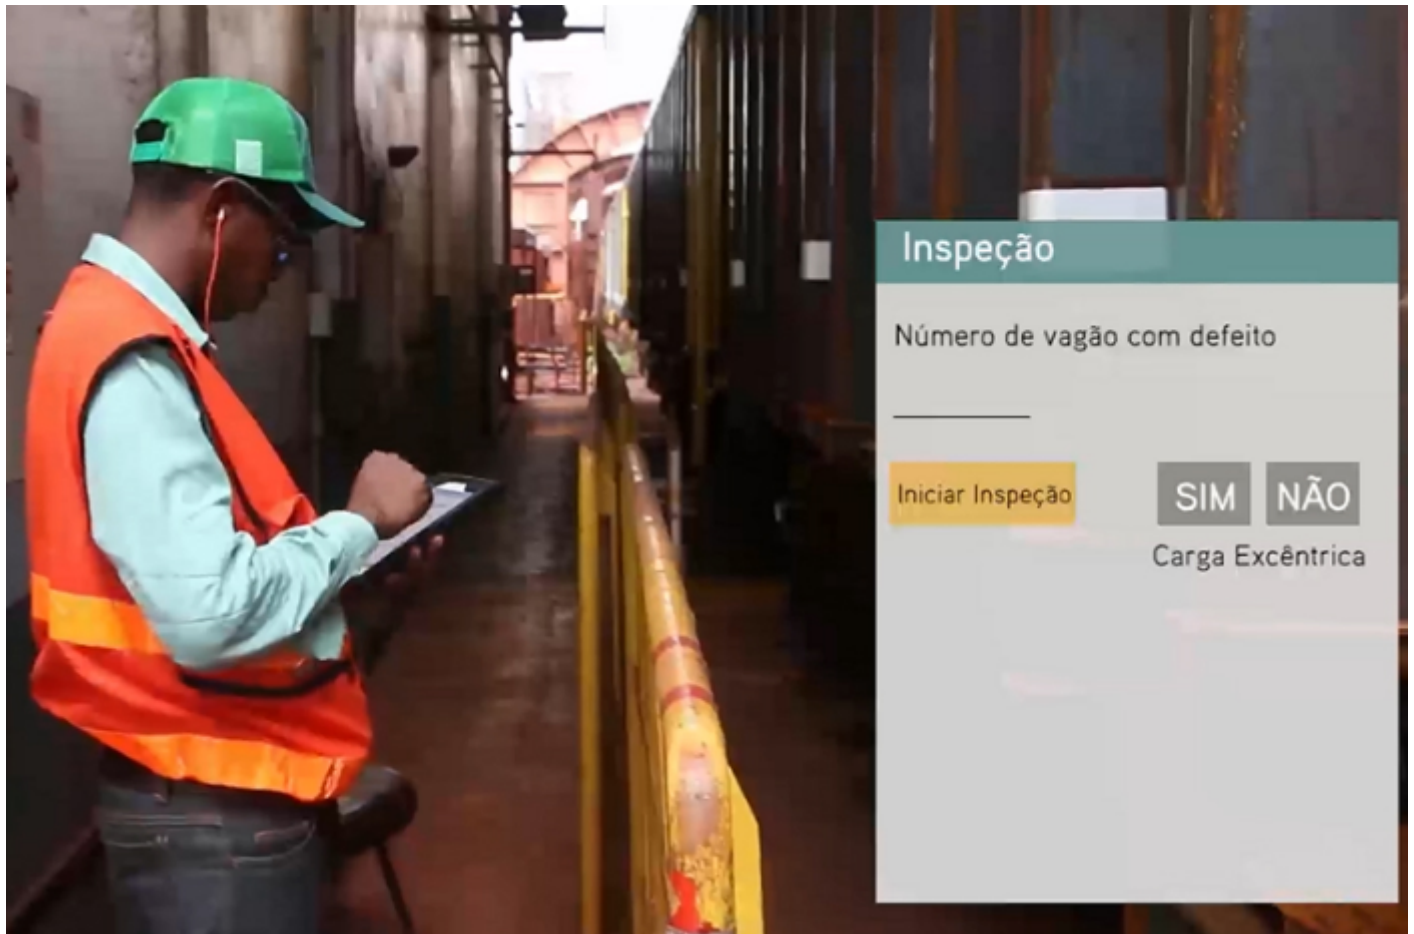 Inspeção
Número de vagão com defeito
Iniciar Inspeção
SIM NÃO
Carga Excêntrica